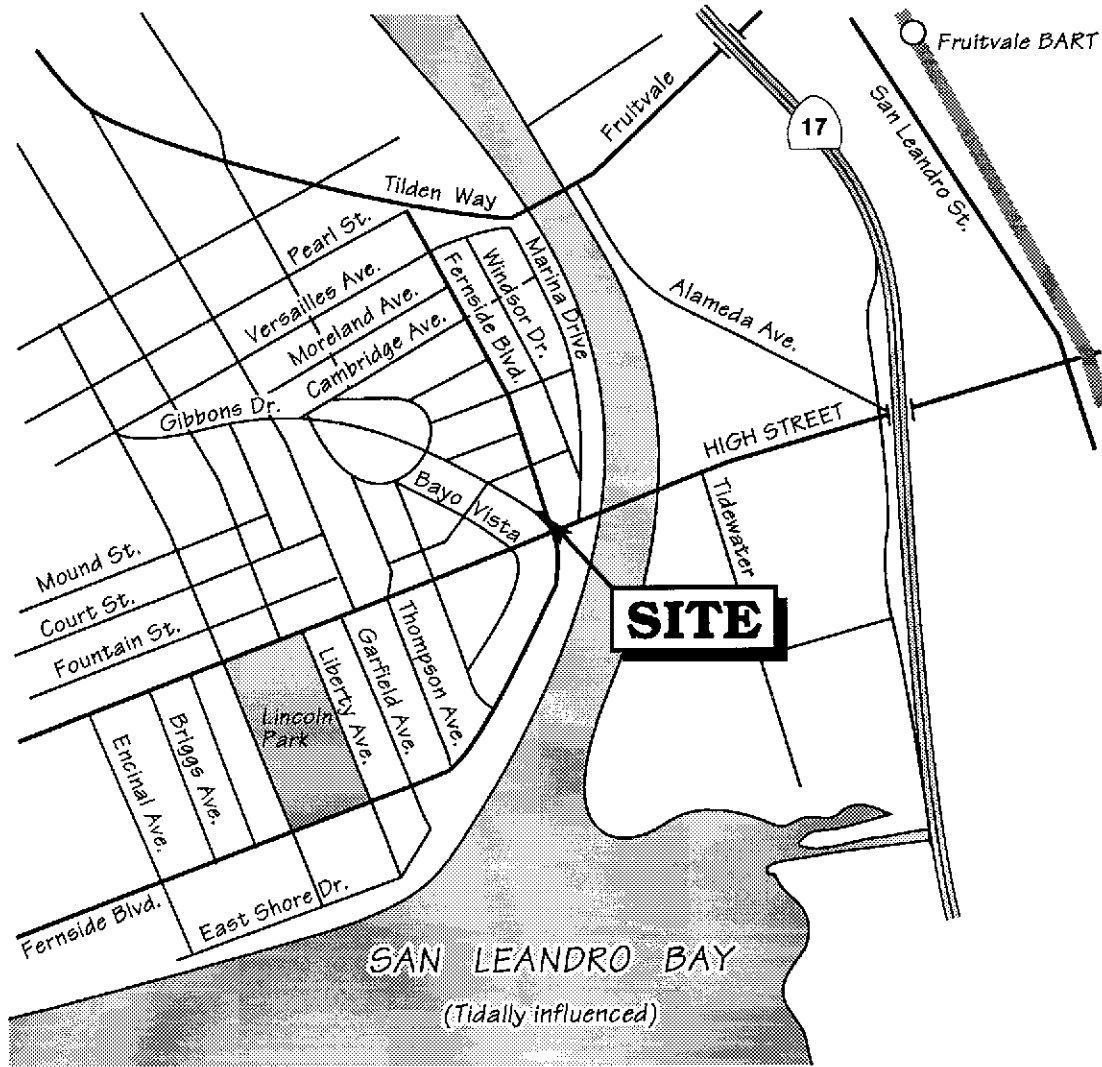 Fruitvale BART
Fruitvale
17
San Leandro St.
Tilden Way
Pearl St.
Versailles Ave.
Moreland Ave.
Cambridge Ave.
Fernside Blvd.
Windsor Dr.
Marina Drive
Alameda Ave.
Gibbons Dr.
HIGH STREET
Bayo Vista
Tidewater
Mound St.
Court St.
Fountain St.
SITE
Thompson Ave.
Garfield Ave.
Liberty Ave.
Lincoln
Park
Briggs Ave.
Encinal Ave.
Fernside Blvd.
East Shore Dr.
SAN LEANDRO BAY
(Tidally influenced)